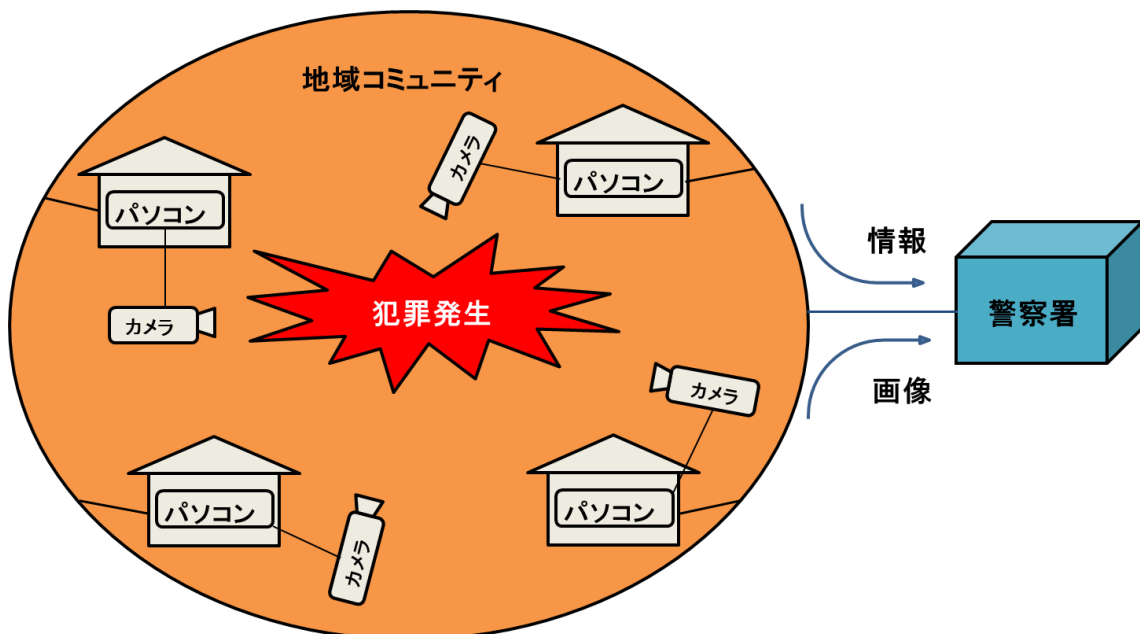 地域コミュニティ
カメラ
パソコン
パソコン
情報
カメラ
犯罪発生
警察署
カメラ
画像
パソコン
カメラ
パソコン